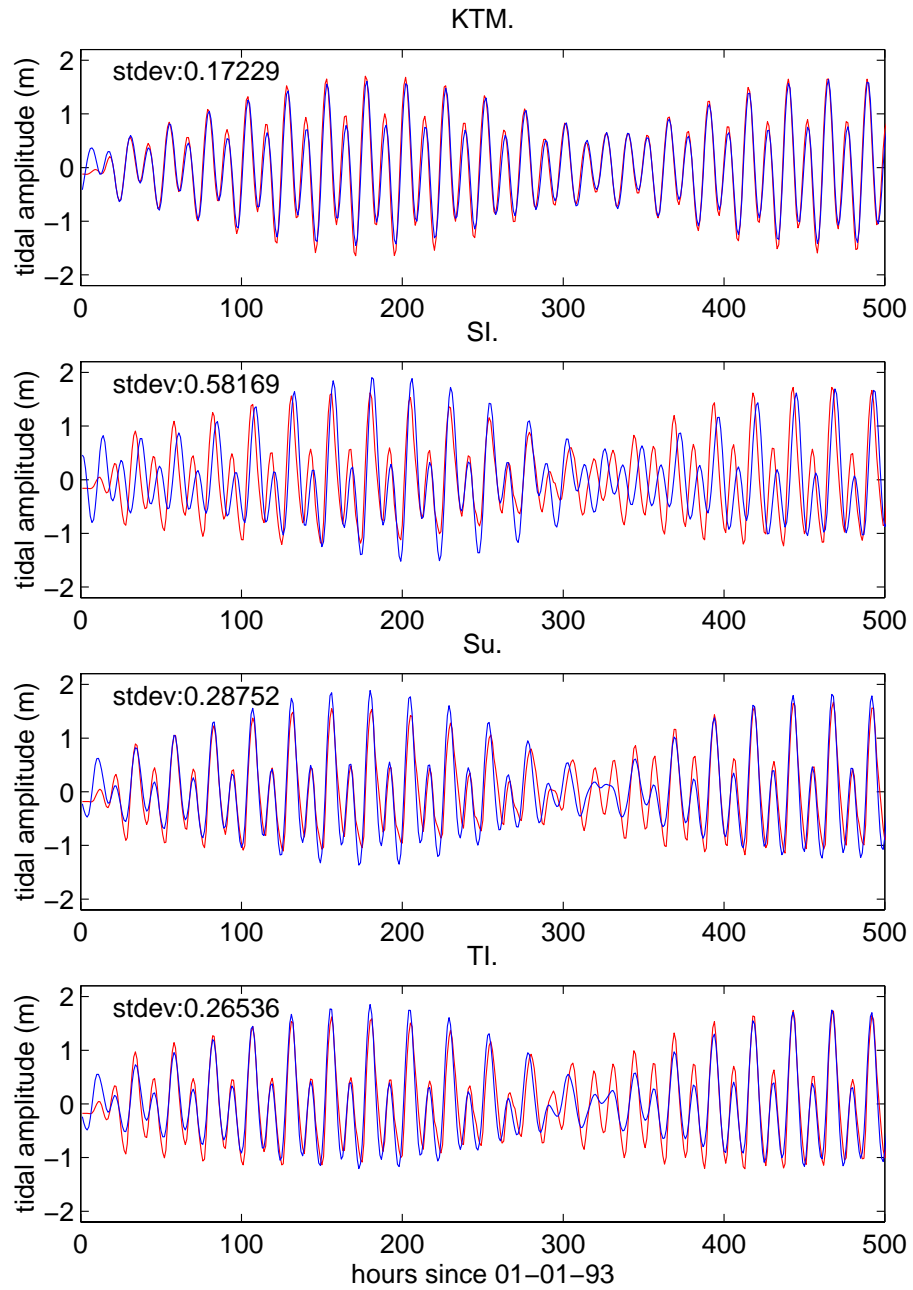 KTM.
stdev:0.17229
tidal amplitude (m)
2
1
0
−1
−2
0 100 200 300 400 500
SI.
stdev:0.58169
tidal amplitude (m)
2
1
0
−1
−2
0 100 200 300 400 500
Su.
stdev:0.28752
tidal amplitude (m)
2
1
0
−1
−2
0 100 200 300 400 500
TI.
stdev:0.26536
tidal amplitude (m)
2
1
0
−1
−2
0 100 200 300 400 500
hours since 01−01−93